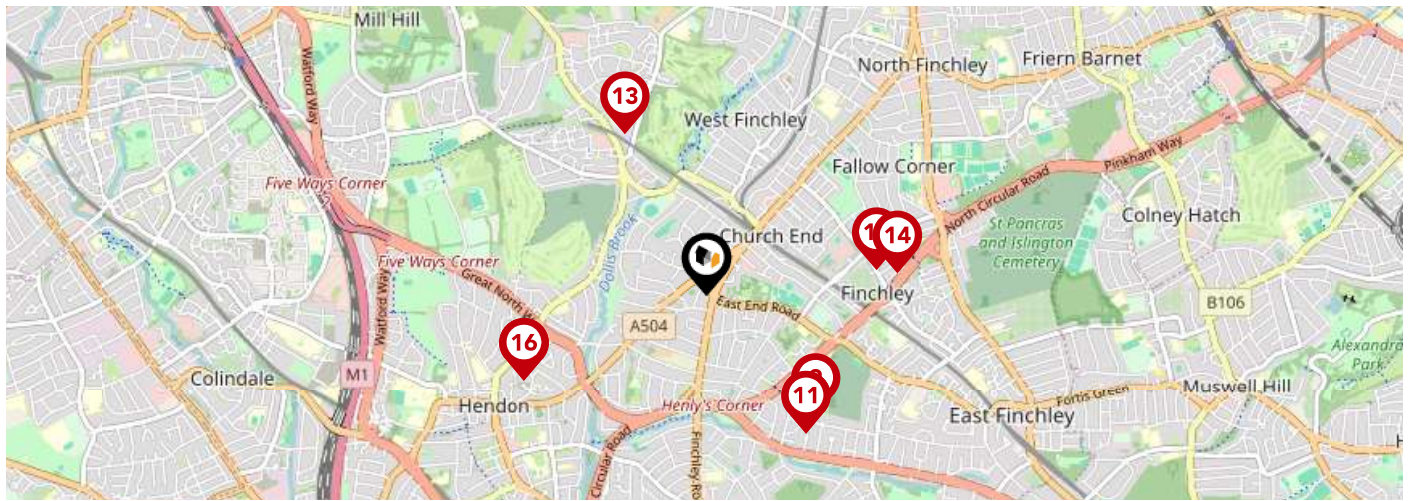 Mill Hill
Watford Way
North Finchley
Friern Barnet
13
West Finchley
Pinkham Way
Fallow Corner
Five Ways Corner
North Circular Road
Colney Hatch
St Pancras
and Islington
Cemetery
14
Church End
Dollis Brook
Five Ways Corner
Great North
Watford Way
Finchley
East End Road
B106
A504
16
Alexandra
Park
M1
Colindale
11
Muswell Hill
Fortis Green
Hendon
Henly's Corner
East Finchley
Circular Road
Finchley